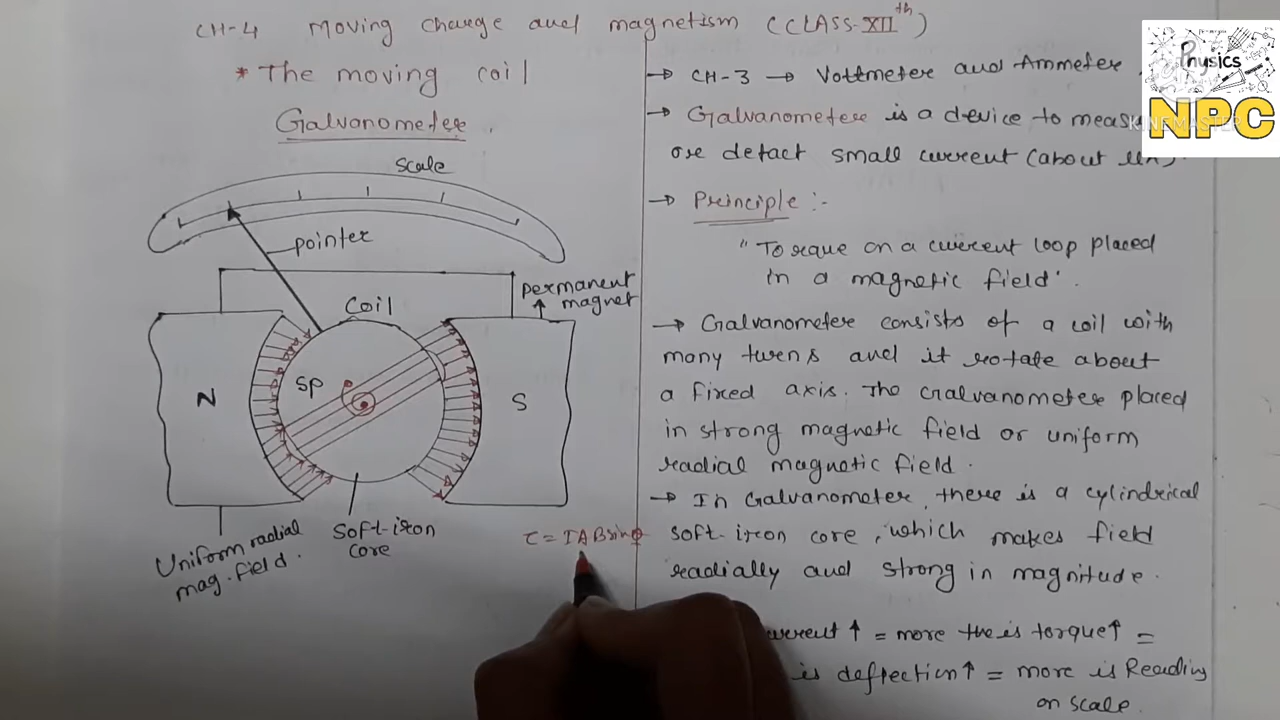 CH-4 Moving charge and magnetism (CLASS-XIIth)
* The moving coil
Galvanometer.
scale
pointer
coil
permanent
magnet
N
SP
S
Uniform radial
mag. field.
Soft-iron
core
τ = IABsinθ
→ CH-3 → Voltmeter and Ammeter
→ Galvanometer is a device to measu
or detact small current (about
→ Principle :-
"Torque on a current loop placed
in a magnetic field".
→ Galvanometer consists of a coil with
many turns and it rotate about
a fixed axis. The Galvanometer placed
in strong magnetic field or uniform
radial magnetic field.
→ In Galvanometer, there is a cylindrical
soft-iron core, which makes field
radially and strong in magnitude.
current ↑ = more the is torque↑ =
is deflection↑ = more is Reading
on scale.
Physics
NPC
KINEMASTER